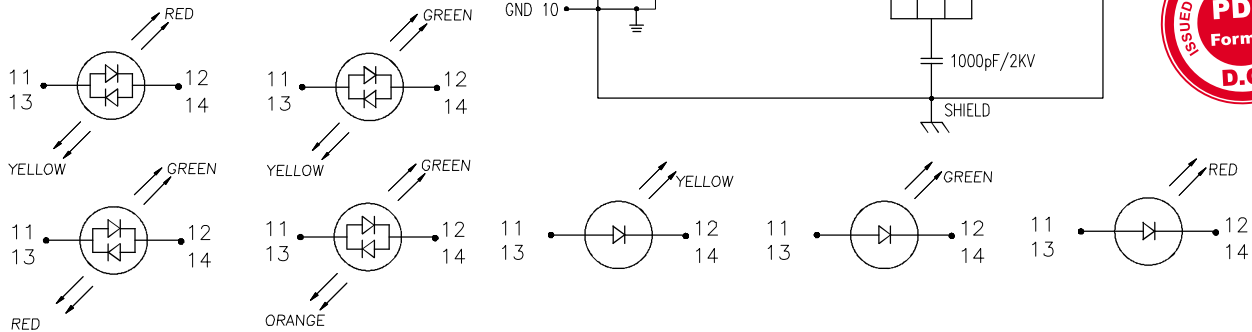 RED
GREEN
GND 10
ISSUED
PD
Form
D.C
11
13
12
14
YELLOW
11
13
12
14
YELLOW
1000pF/2KV
SHIELD
GREEN
11
13
12
14
RED
GREEN
11
13
12
14
ORANGE
YELLOW
11
13
12
14
GREEN
11
13
12
14
RED
11
13
12
14